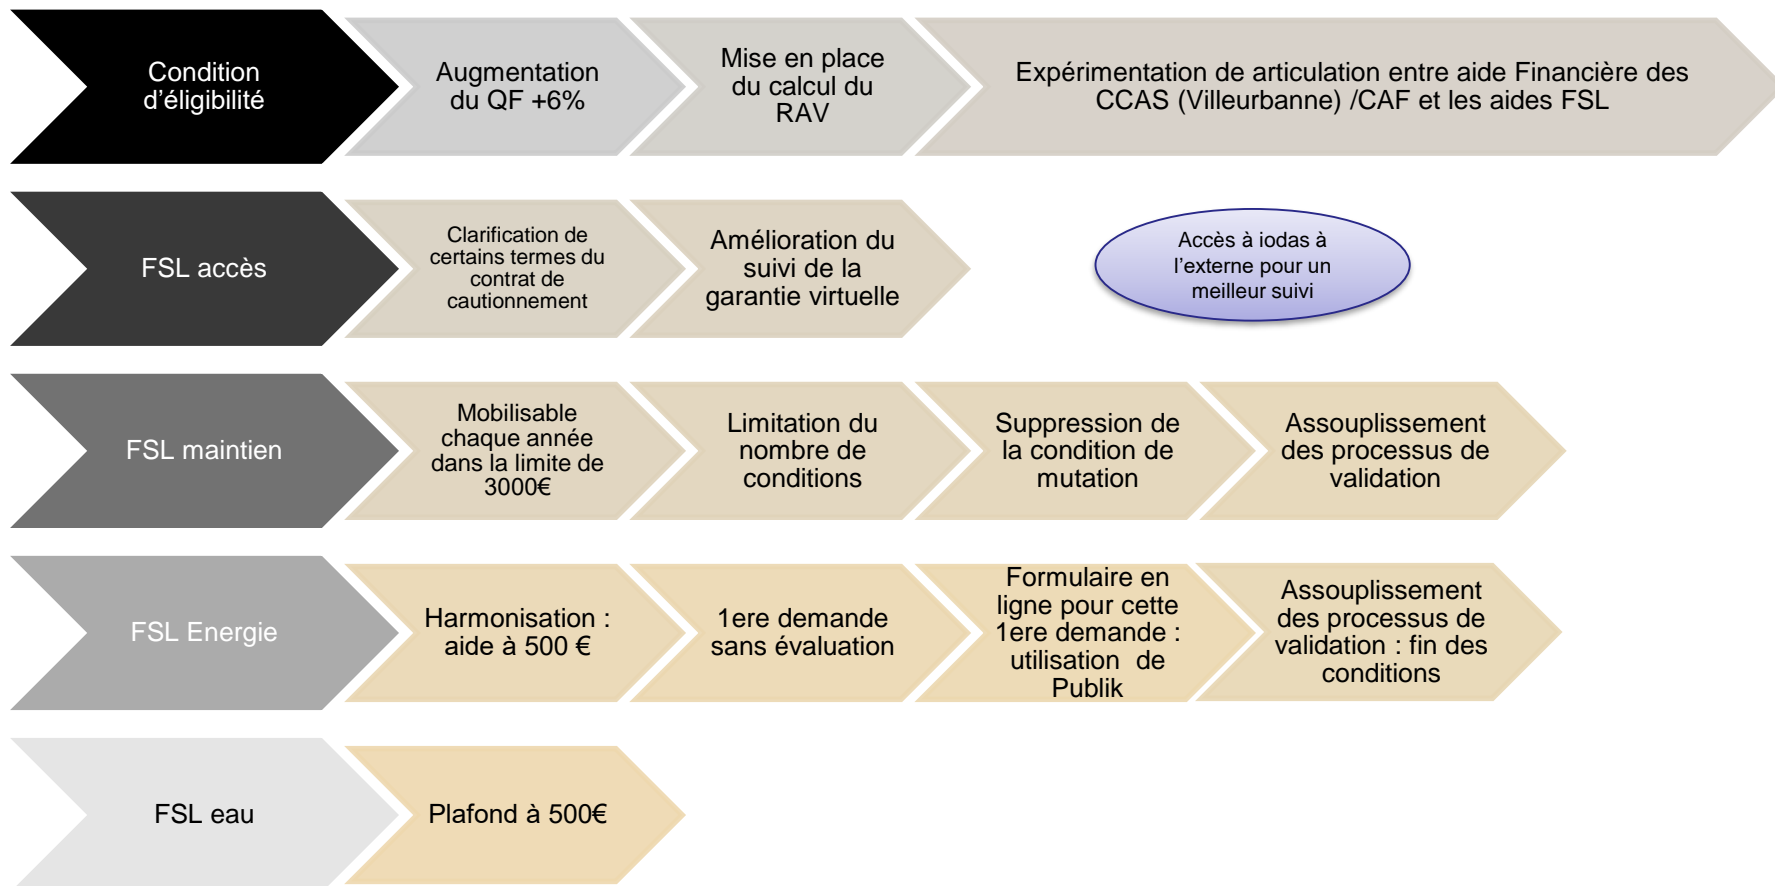 Condition
d’éligibilité
Augmentation
du QF +6%
Mise en place
du calcul du
RAV
Expérimentation de articulation entre aide Financière des
CCAS (Villeurbanne) /CAF et les aides FSL
FSL accès
Clarification de
certains termes du
contrat de
cautionnement
Amélioration du
suivi de la
garantie virtuelle
Accès à iodas à
l’externe pour un
meilleur suivi
FSL maintien
Mobilisable
chaque année
dans la limite de
3000€
Limitation du
nombre de
conditions
Suppression de
la condition de
mutation
Assouplissement
des processus de
validation
FSL Energie
Harmonisation :
aide à 500 €
1ere demande
sans évaluation
Formulaire en
ligne pour cette
1ere demande :
utilisation  de
Publik
Assouplissement
des processus de
validation : fin des
conditions
FSL eau
Plafond à 500€